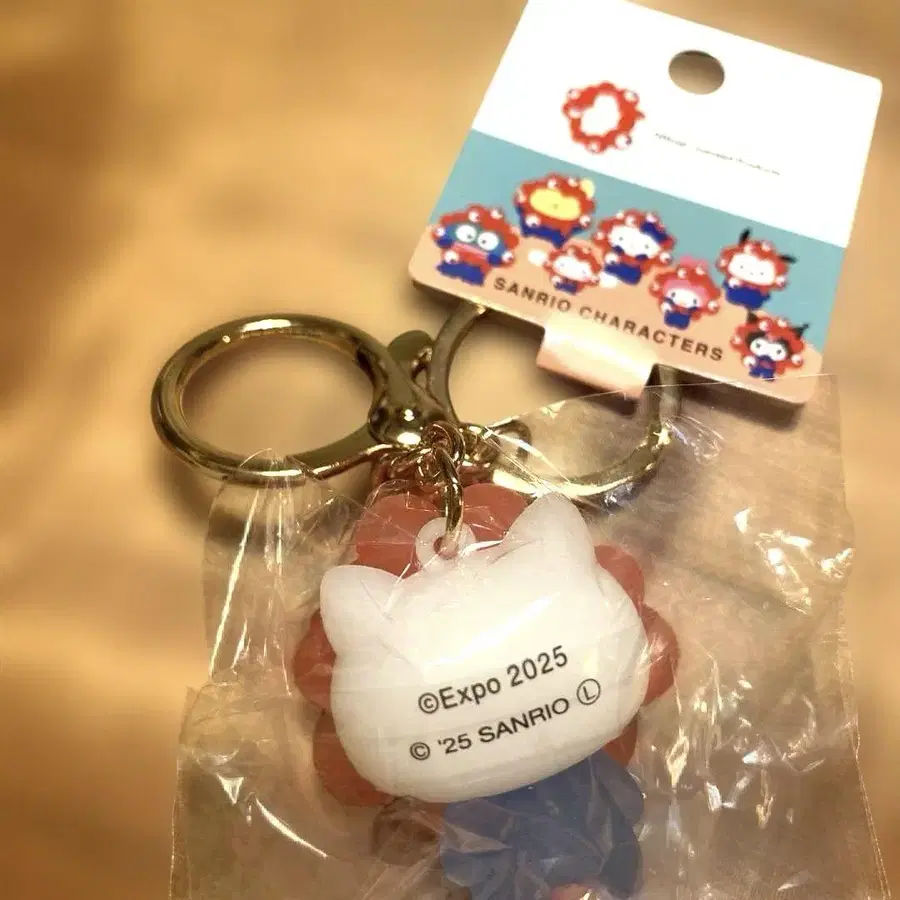 SANRIO CHARACTERS
©Expo 2025
© '25 SANRIO Ⓛ